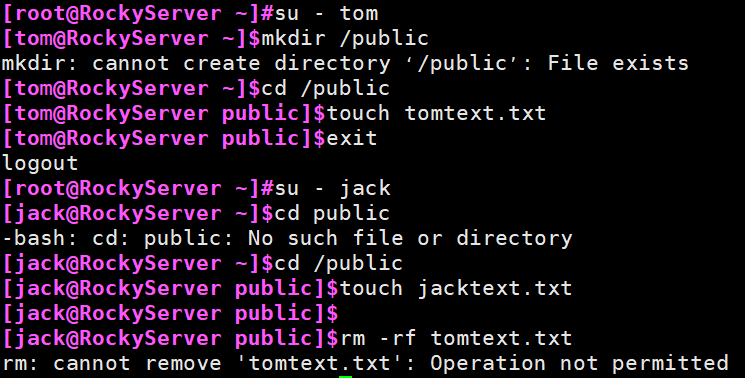 [root@RockyServer ~]#su - tom
[tom@RockyServer ~]$mkdir /public
mkdir: cannot create directory ‘/public’: File exists
[tom@RockyServer ~]$cd /public
[tom@RockyServer public]$touch tomtext.txt
[tom@RockyServer public]$exit
logout
[root@RockyServer ~]#su - jack
[jack@RockyServer ~]$cd public
-bash: cd: public: No such file or directory
[jack@RockyServer ~]$cd /public
[jack@RockyServer public]$touch jacktext.txt
[jack@RockyServer public]$
[jack@RockyServer public]$rm -rf tomtext.txt
rm: cannot remove 'tomtext.txt': Operation not permitted